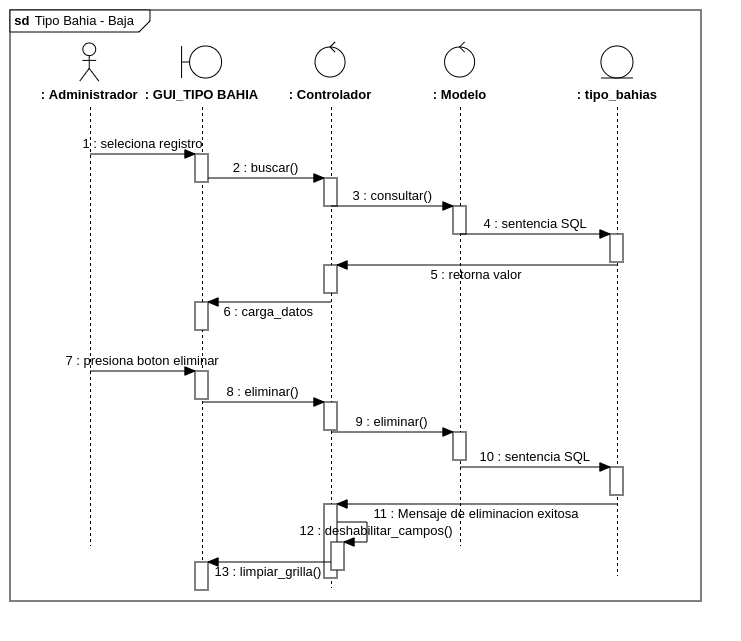 sd Tipo Bahia - Baja
: Administrador : GUI_TIPO BAHIA : Controlador : Modelo : tipo_bahias
1 : seleciona registro
2 : buscar()
3 : consultar()
4 : sentencia SQL
5 : retorna valor
6 : carga_datos
7 : presiona boton eliminar
8 : eliminar()
9 : eliminar()
10 : sentencia SQL
11 : Mensaje de eliminacion exitosa
12 : deshabilitar_campos()
13 : limpiar_grilla()